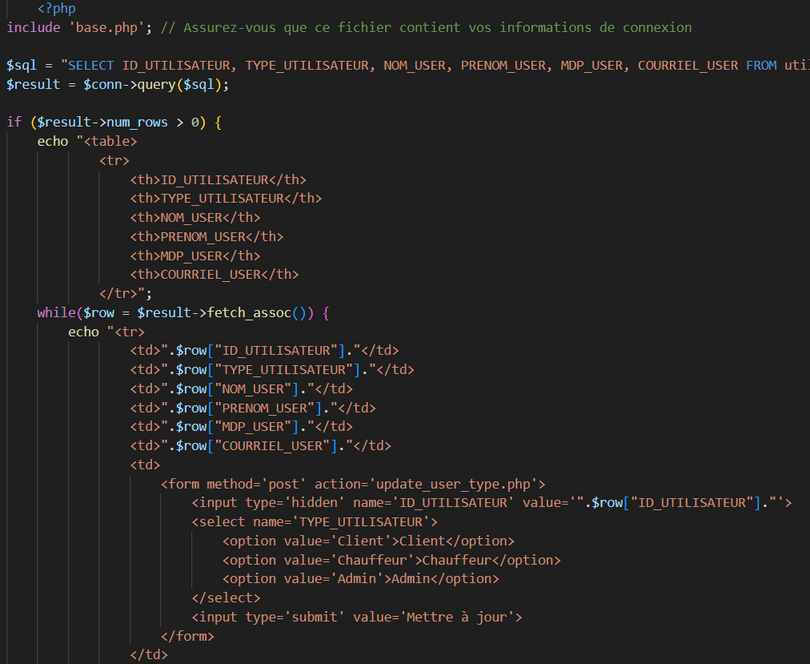 <?php
include 'base.php'; // Assurez-vous que ce fichier contient vos informations de connexion
$sql = "SELECT ID_UTILISATEUR, TYPE_UTILISATEUR, NOM_USER, PRENOM_USER, MDP_USER, COURRIEL_USER FROM
$result = $conn->query($sql);
if ($result->num_rows > 0) {
echo "<table>
<tr>
<th>ID_UTILISATEUR</th>
<th>TYPE_UTILISATEUR</th>
<th>NOM_USER</th>
<th>PRENOM_USER</th>
<th>MDP_USER</th>
<th>COURRIEL_USER</th>
</tr>";
while($row = $result->fetch_assoc()) {
echo "<tr>
<td>".$row["ID_UTILISATEUR"]."</td>
<td>".$row["TYPE_UTILISATEUR"]."</td>
<td>".$row["NOM_USER"]."</td>
<td>".$row["PRENOM_USER"]."</td>
<td>".$row["MDP_USER"]."</td>
<td>".$row["COURRIEL_USER"]."</td>
<td>
<form method='post' action='update_user_type.php'>
<input type='hidden' name='ID_UTILISATEUR' value='".$row["ID_UTILISATEUR"]."'>
<select name='TYPE_UTILISATEUR'>
<option value='Client'>Client</option>
<option value='Chauffeur'>Chauffeur</option>
<option value='Admin'>Admin</option>
</select>
<input type='submit' value='Mettre à jour'>
</form>
</td>